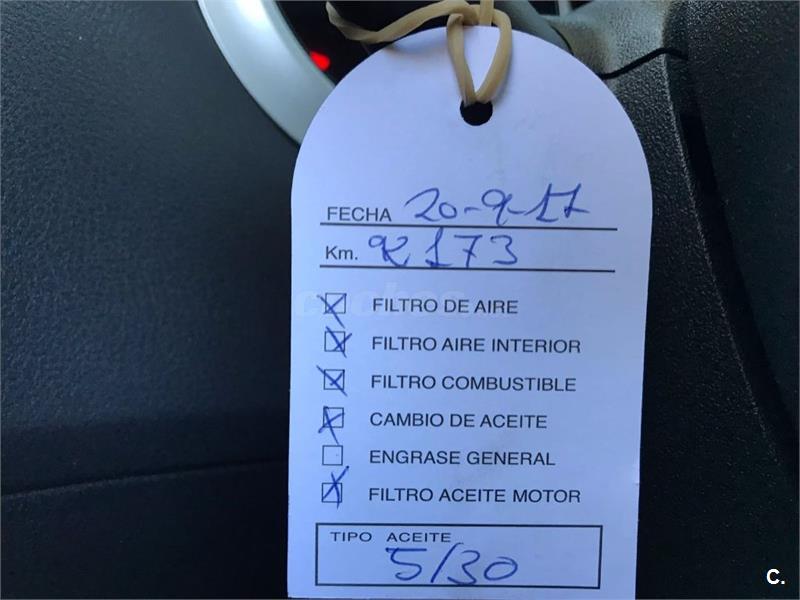 FECHA 20-9-17
Km. 92173
FILTRO DE AIRE
FILTRO AIRE INTERIOR
FILTRO COMBUSTIBLE
CAMBIO DE ACEITE
ENGRASE GENERAL
FILTRO ACEITE MOTOR
TIPO ACEITE
5/30
C.